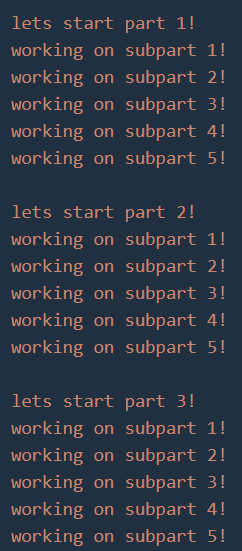 lets start part 1!
working on subpart 1!
working on subpart 2!
working on subpart 3!
working on subpart 4!
working on subpart 5!

lets start part 2!
working on subpart 1!
working on subpart 2!
working on subpart 3!
working on subpart 4!
working on subpart 5!

lets start part 3!
working on subpart 1!
working on subpart 2!
working on subpart 3!
working on subpart 4!
working on subpart 5!